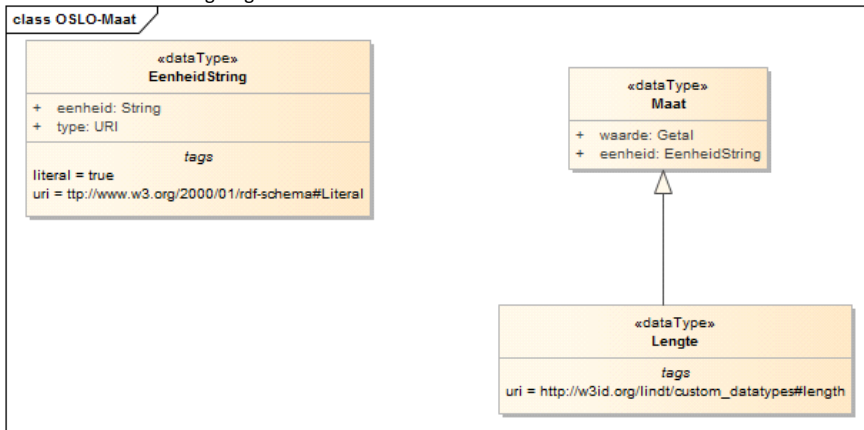 class OSLO-Maat
«dataType»
EenheidString
+ eenheid: String
+ type: URI
tags
literal = true
uri = ttp://www.w3.org/2000/01/rdf-schema#Literal
«dataType»
Maat
+ waarde: Getal
+ eenheid: EenheidString
«dataType»
Lengte
tags
uri = http://w3id.org/lindt/custom_datatypes#length